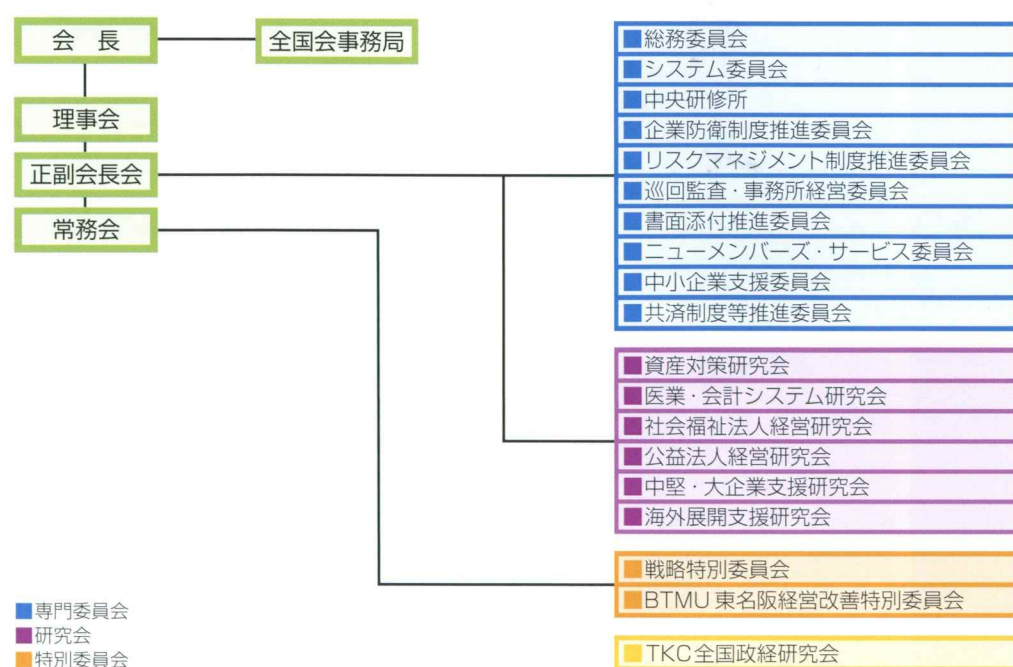 会 長
全国会事務局
理事会
正副会長会
常務会
■総務委員会
■システム委員会
■中央研修所
■企業防衛制度推進委員会
■リスクマネジメント制度推進委員会
■巡回監査・事務所経営委員会
■書面添付推進委員会
■ニューメンバーズ・サービス委員会
■中小企業支援委員会
■共済制度等推進委員会
■資産対策研究会
■医業・会計システム研究会
■社会福祉法人経営研究会
■公益法人経営研究会
■中堅・大企業支援研究会
■海外展開支援研究会
■戦略特別委員会
■BTMU東名阪経営改善特別委員会
■TKC全国政経研究会
■専門委員会
■研究会
■特別委員会